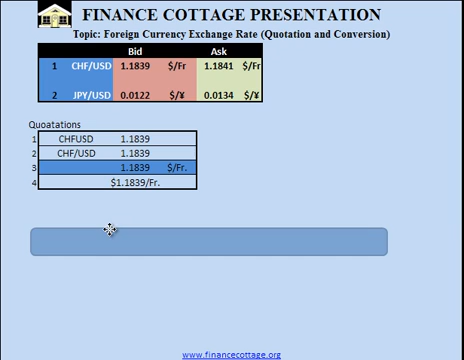 FINANCE COTTAGE PRESENTATION
Topic: Foreign Currency Exchange Rate (Quotation and Conversion)
Bid Ask
1 CHF/USD 1.1839 $/Fr 1.1841 $/Fr
2 JPY/USD 0.0122 $/¥ 0.0134 $/¥
Quoatations
1 CHFUSD 1.1839
2 CHF/USD 1.1839
3 1.1839 $/Fr.
4 $1.1839/Fr.
www.financecottage.org